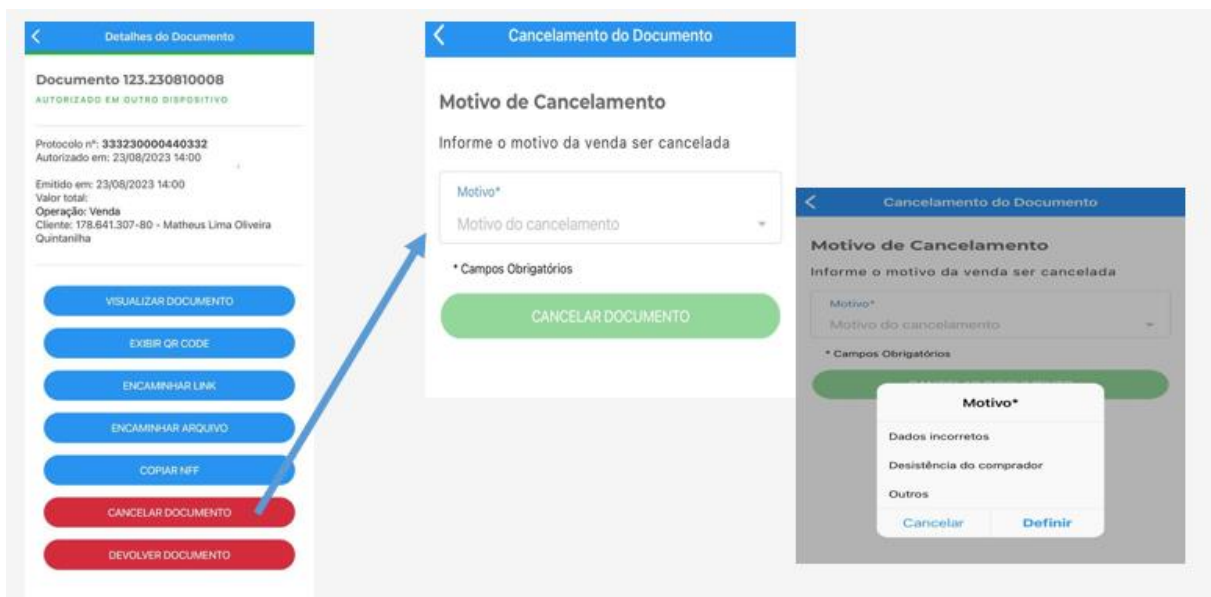 Detalhes do Documento
Documento 123.230810008
AUTORIZADO EM OUTRO DISPOSITIVO
Protocolo nº: 333230000440332
Autorizado em: 23/08/2023 14:00
Emitido em: 23/08/2023 14:00
Valor total:
Operação: Venda
Cliente: 178.641.307-80 - Matheus Lima Oliveira
Quintanilha
VISUALIZAR DOCUMENTO
EXIBIR QR CODE
ENCAMINHAR LINK
ENCAMINHAR ARQUIVO
COPIAR NFF
CANCELAR DOCUMENTO
DEVOLVER DOCUMENTO
Cancelamento do Documento
Motivo de Cancelamento
Informe o motivo da venda ser cancelada
Motivo*
Motivo do cancelamento
* Campos Obrigatórios
CANCELAR DOCUMENTO
Cancelamento do Documento
Motivo de Cancelamento
Informe o motivo da venda ser cancelada
Motivo*
Motivo do cancelamento
* Campos Obrigatórios
Motivo*
Dados incorretos
Desistência do comprador
Outros
Cancelar Definir